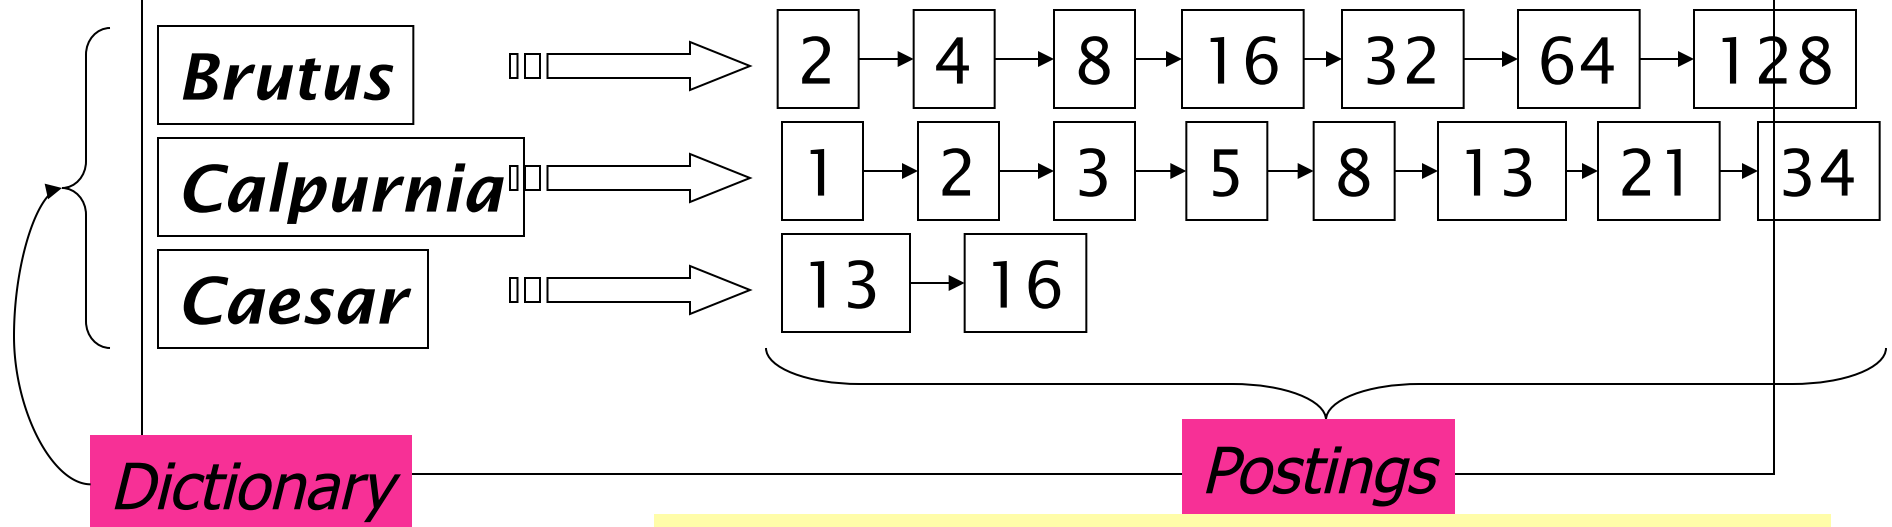 Brutus 2 4 8 16 32 64 128
Calpurnia 1 2 3 5 8 13 21 34
Caesar 13 16
Dictionary Postings